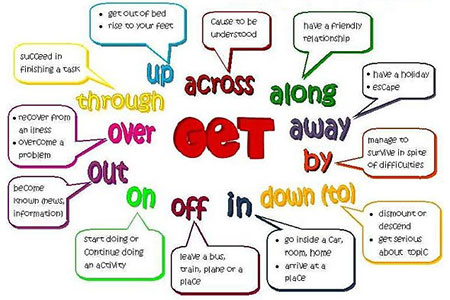 • get out of bed
• rise to your feet
cause to be
understood
have a friendly
relationship
succeed in
finishing a task
up
across
along
• have a holiday
• escape
through
• recover from
an illness
• overcome a
problem
over
GET
away
by
manage to
survive in spite
of difficulties
out
become
known (news,
information)
on
off
in
down (to)
• dismount or
descend
• get serious
about topic
start doing or
continue doing
an activity
leave a bus,
train, plane or a
place
• go inside a car,
room, home
• arrive at a
place